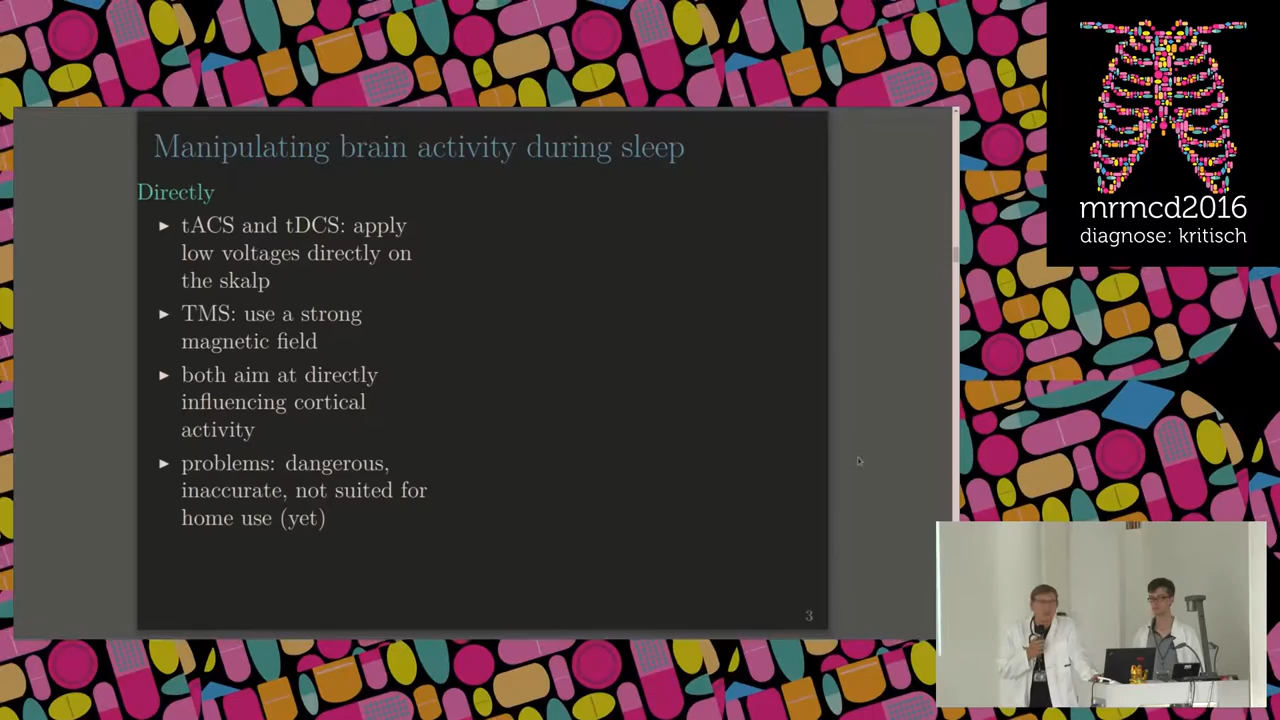 Manipulating brain activity during sleep
Directly
► tACS and tDCS: apply
low voltages directly on
the skalp
► TMS: use a strong
magnetic field
► both aim at directly
influencing cortical
activity
► problems: dangerous,
inaccurate, not suited for
home use (yet)
3
mrmcd2016
diagnose: kritisch